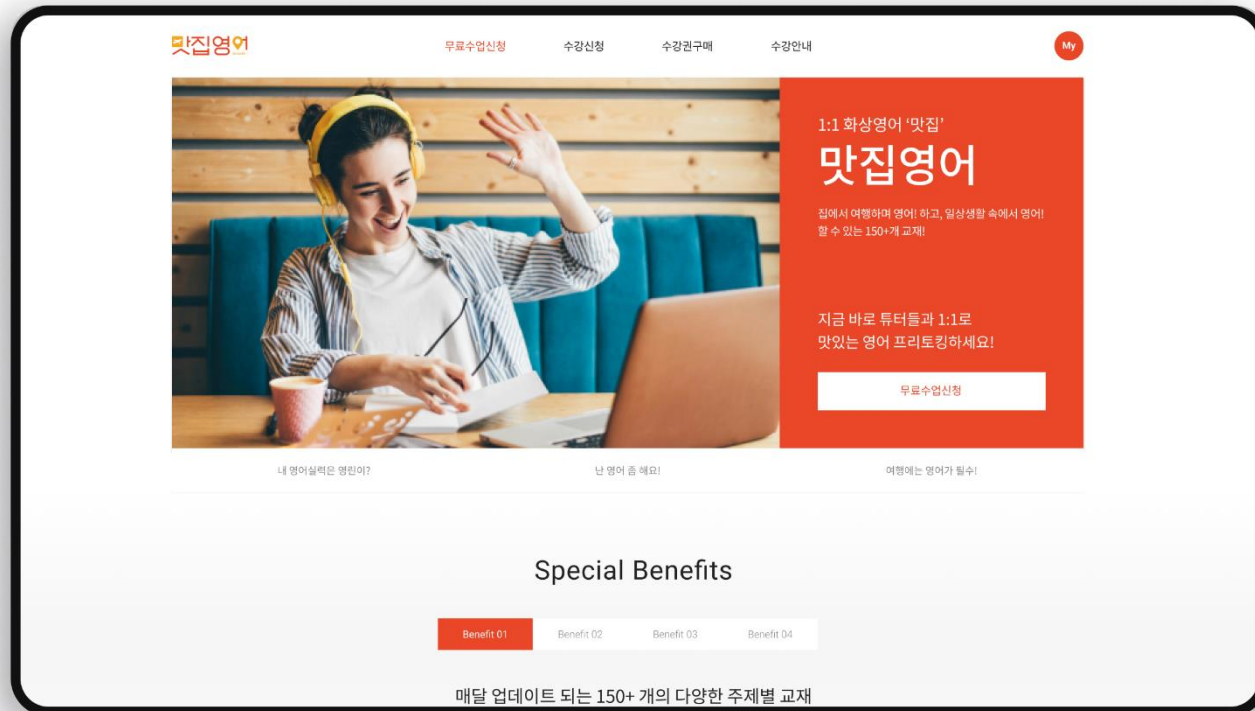 맛집영어
무료수업신청
수강신청
수강권구매
수강안내
My
1:1 화상영어 ‘맛집’
맛집영어
집에서 여행하며 영어! 하고, 일상생활 속에서 영어!
할 수 있는 150+개 교재!
지금 바로 튜터들과 1:1로
맛있는 영어 프리토킹하세요!
무료수업신청
내 영어실력은 영린이?
난 영어 좀 해요!
여행에는 영어가 필수!
Special Benefits
Benefit 01
Benefit 02
Benefit 03
Benefit 04
매달 업데이트 되는 150+ 개의 다양한 주제별 교재